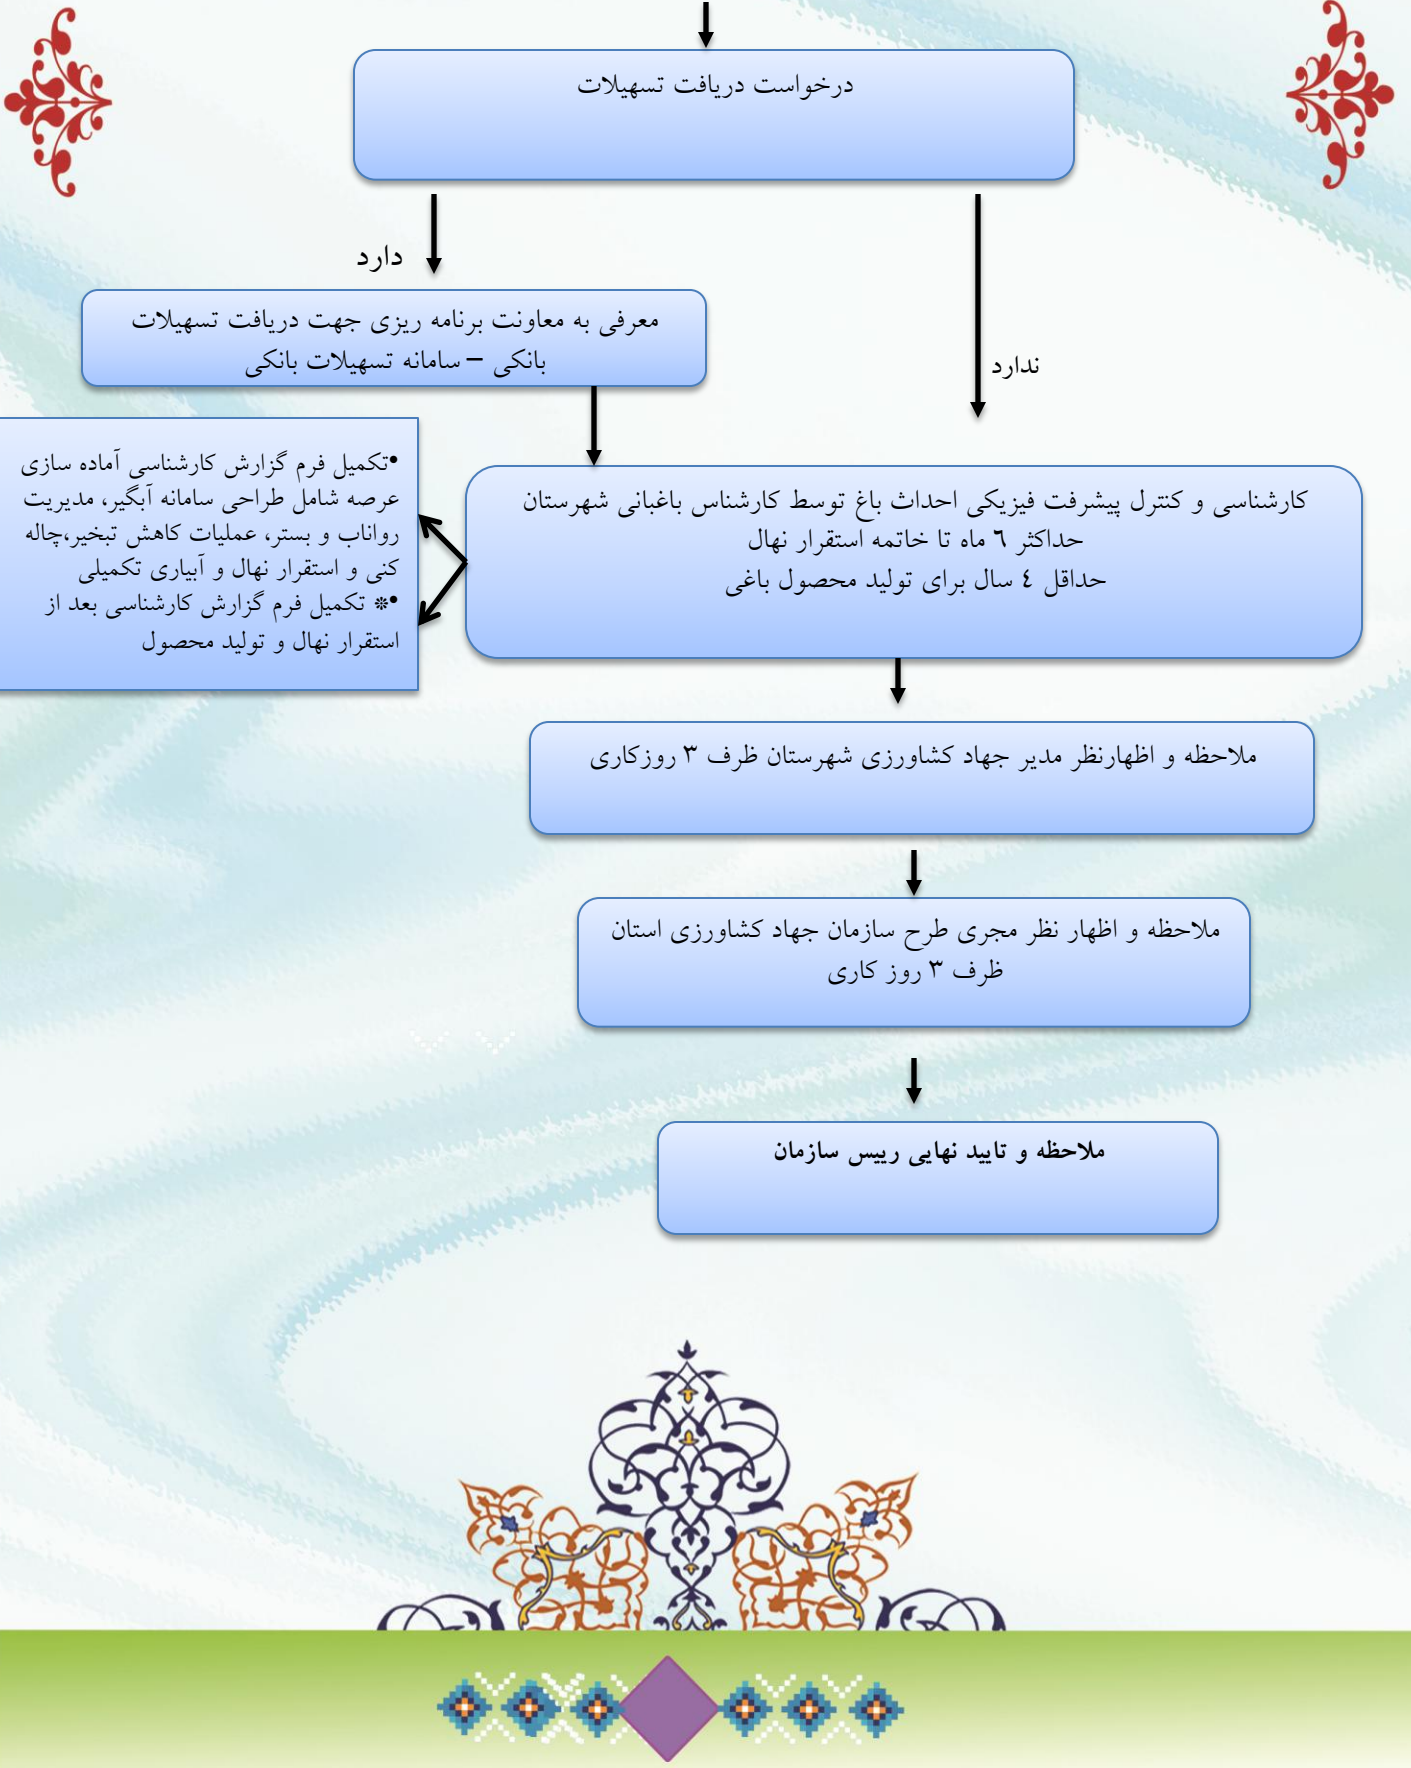 درخواست دریافت تسهیلات
دارد
معرفی به معاونت برنامه ریزی جهت دریافت تسهیلات
بانکی – سامانه تسهیلات بانکی
ندارد
کارشناسی و کنترل پیشرفت فیزیکی احداث باغ توسط کارشناس باغبانی شهرستان
حداکثر ٦ ماه تا خاتمه استقرار نهال
حداقل ٤ سال برای تولید محصول باغی
•تکمیل فرم گزارش کارشناسی آماده سازی
عرصه شامل طراحی سامانه آبگیر، مدیریت
رواناب و بستر، عملیات کاهش تبخیر،چاله
کنی و استقرار نهال و آبیاری تکمیلی
•* تکمیل فرم گزارش کارشناسی بعد از
استقرار نهال و تولید محصول
ملاحظه و اظهارنظر مدیر جهاد کشاورزی شهرستان ظرف ٣ روزکاری
ملاحظه و اظهار نظر مجری طرح سازمان جهاد کشاورزی استان
ظرف ٣ روز کاری
ملاحظه و تایید نهایی رییس سازمان